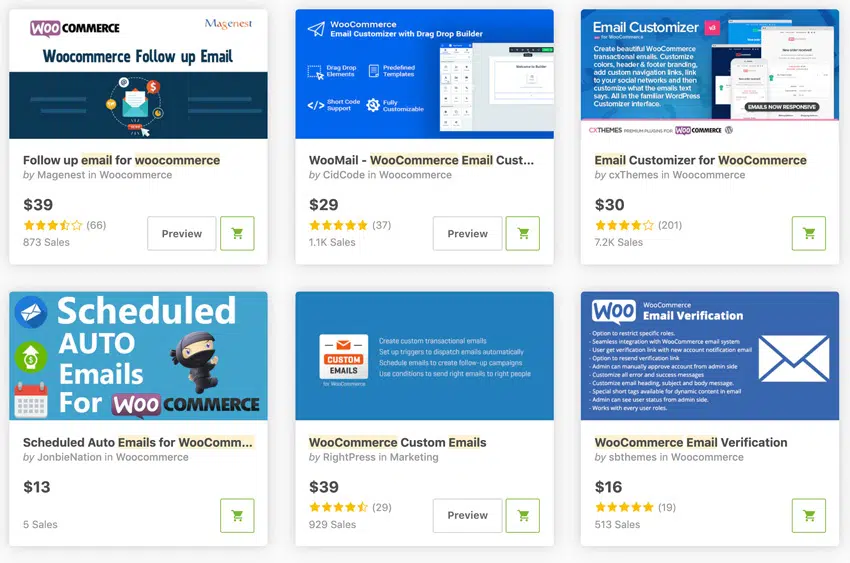 WOO COMMERCE
Magenest
Woocommerce Follow up Email
Follow up email for woocommerce
by Magenest in Woocommerce
$39
(66)
873 Sales
Preview
WooCommerce
Email Customizer with Drag Drop Builder
Drag Drop
Elements
Predefined
Templates
</> Short Code
Support
Fully
Customizable
WooMail - WooCommerce Email Cust...
by CidCode in Woocommerce
$29
(37)
1.1K Sales
Preview
Email Customizer v3
for WooCommerce
Create beautiful WooCommerce
transactional emails. Customize
colors, header & footer branding,
add custom navigation links, link
to your social networks and then
customize what the emails text
says. All in the familiar WordPress
Customizer interface.
EMAILS NOW RESPONSIVE
CXTHEMES PREMIUM PLUGINS FOR WOO COMMERCE
Email Customizer for WooCommerce
by cxThemes in Woocommerce
$30
(201)
7.2K Sales
Scheduled
AUTO
Emails
For WOO COMMERCE
Scheduled Auto Emails for WooComm...
by JonbieNation in Woocommerce
$13
5 Sales
CUSTOM
EMAILS
for WooCommerce
Create custom transactional emails
Set up triggers to dispatch emails automatically
Schedule emails to create follow-up campaigns
Use conditions to send right emails to right people
WooCommerce Custom Emails
by RightPress in Marketing
$39
(29)
929 Sales
Preview
WOO
WooCommerce
Email Verification
- Option to restrict specific roles.
- Seamless integration with WooCommerce email system
- User get verification link with new account notification email
- Option to resend verification link
- Admin can manually approve account from admin side
- Customize all error and success messages
- Customize email heading, subject and body message.
- Special short tags available for dynamic content in email
- Admin can see user status from admin side.
- Works with every user roles.
WooCommerce Email Verification
by sbthemes in Woocommerce
$16
(19)
513 Sales